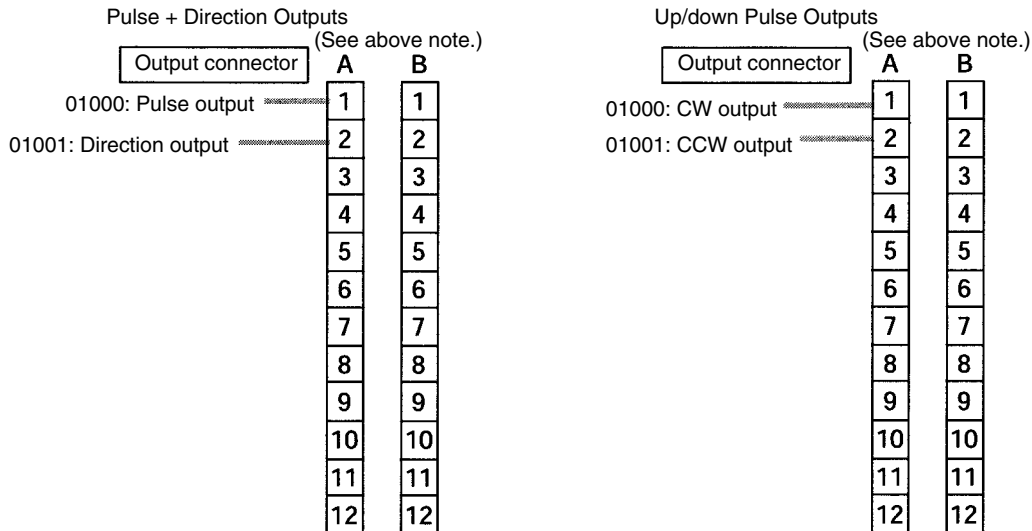 Pulse + Direction Outputs
(See above note.)
Output connector A B
01000: Pulse output 1 1
01001: Direction output 2 2
3 3
4 4
5 5
6 6
7 7
8 8
9 9
10 10
11 11
12 12
Up/down Pulse Outputs
(See above note.)
Output connector A B
01000: CW output 1 1
01001: CCW output 2 2
3 3
4 4
5 5
6 6
7 7
8 8
9 9
10 10
11 11
12 12